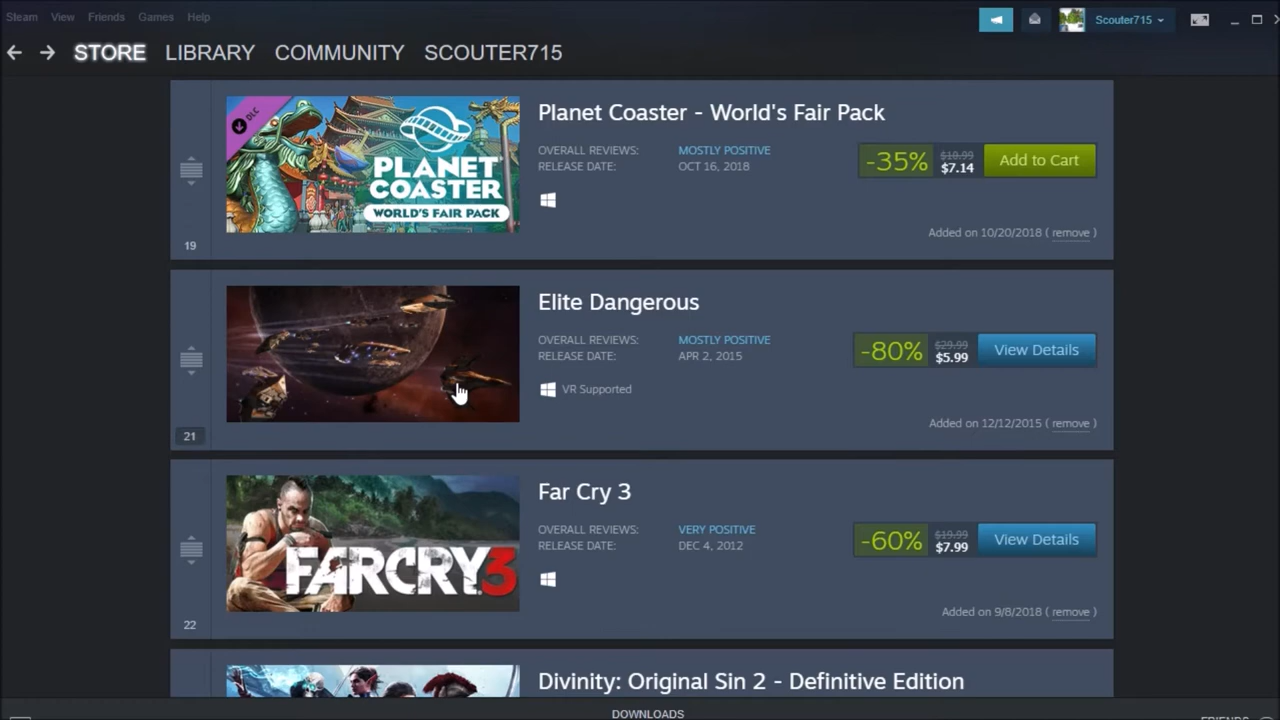 Steam View Friends Games Help
Scouter715
STORE LIBRARY COMMUNITY SCOUTER715
DLC
PLANET
COASTER
WORLD'S FAIR PACK
Planet Coaster - World's Fair Pack
OVERALL REVIEWS: MOSTLY POSITIVE
RELEASE DATE: OCT 16, 2018
-35% $10.99 $7.14 Add to Cart
Added on 10/20/2018 ( remove )
19
Elite Dangerous
OVERALL REVIEWS: MOSTLY POSITIVE
RELEASE DATE: APR 2, 2015
-80% $29.99 $5.99 View Details
VR Supported
Added on 12/12/2015 ( remove )
21
FARCRY3
Far Cry 3
OVERALL REVIEWS: VERY POSITIVE
RELEASE DATE: DEC 4, 2012
-60% $19.99 $7.99 View Details
Added on 9/8/2018 ( remove )
22
Divinity: Original Sin 2 - Definitive Edition
DOWNLOADS
FRIENDS